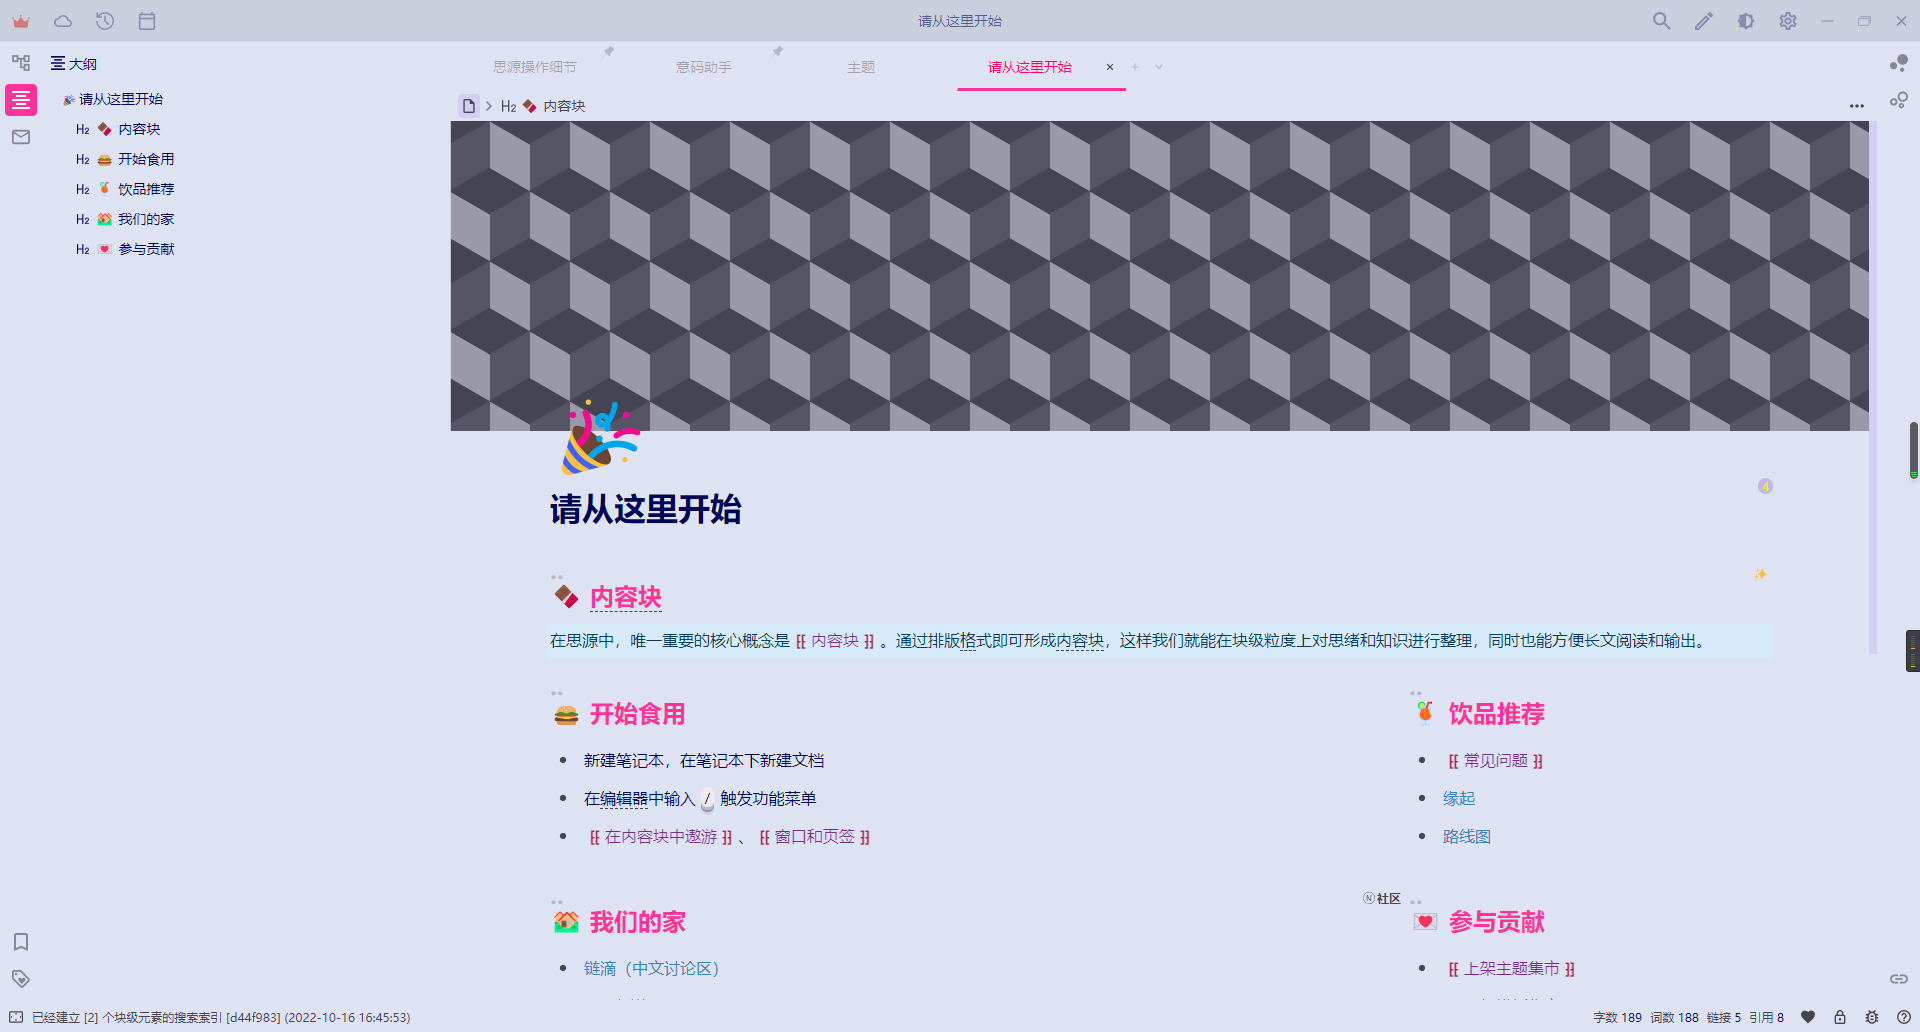 请从这里开始
大纲
请从这里开始
H2 内容块
H2 开始食用
H2 饮品推荐
H2 我们的家
H2 参与贡献
思源操作细节
意码助手
主题
请从这里开始
H2 内容块
请从这里开始
4
内容块
在思源中，唯一重要的核心概念是 ⟦ 内容块 ⟧ 。通过排版格式即可形成内容块，这样我们就能在块级粒度上对思绪和知识进行整理，同时也能方便长文阅读和输出。
开始食用
新建笔记本，在笔记本下新建文档
在编辑器中输入 / 触发功能菜单
⟦ 在内容块中遨游 ⟧ 、 ⟦ 窗口和页签 ⟧
饮品推荐
⟦ 常见问题 ⟧
缘起
路线图
我们的家
链滴（中文讨论区）
Ⓝ社区
参与贡献
⟦ 上架主题集市 ⟧
已经建立 [2] 个块级元素的搜索索引 [d44f983] (2022-10-16 16:45:53)
字数 189 词数 188 链接 5 引用 8